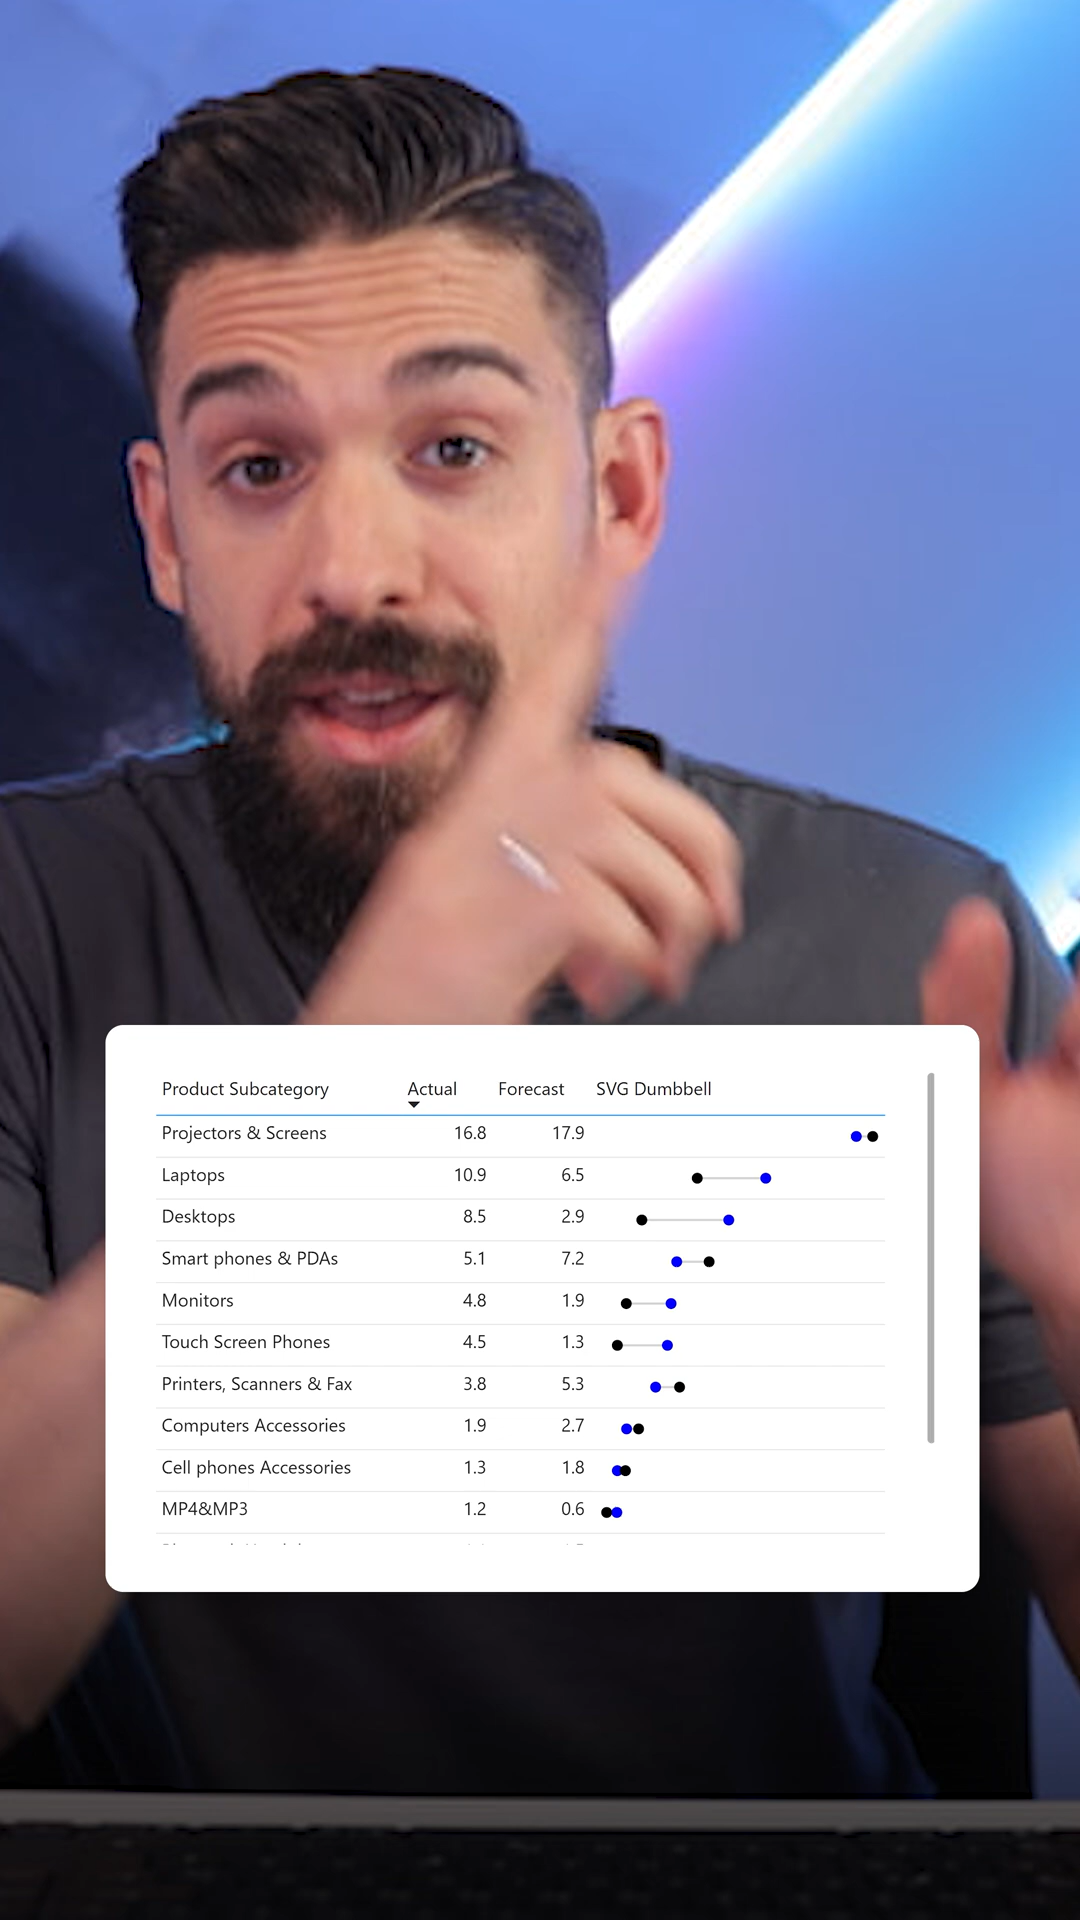 Product Subcategory Actual Forecast SVG Dumbbell
Projectors & Screens 16.8 17.9
Laptops 10.9 6.5
Desktops 8.5 2.9
Smart phones & PDAs 5.1 7.2
Monitors 4.8 1.9
Touch Screen Phones 4.5 1.3
Printers, Scanners & Fax 3.8 5.3
Computers Accessories 1.9 2.7
Cell phones Accessories 1.3 1.8
MP4&MP3 1.2 0.6